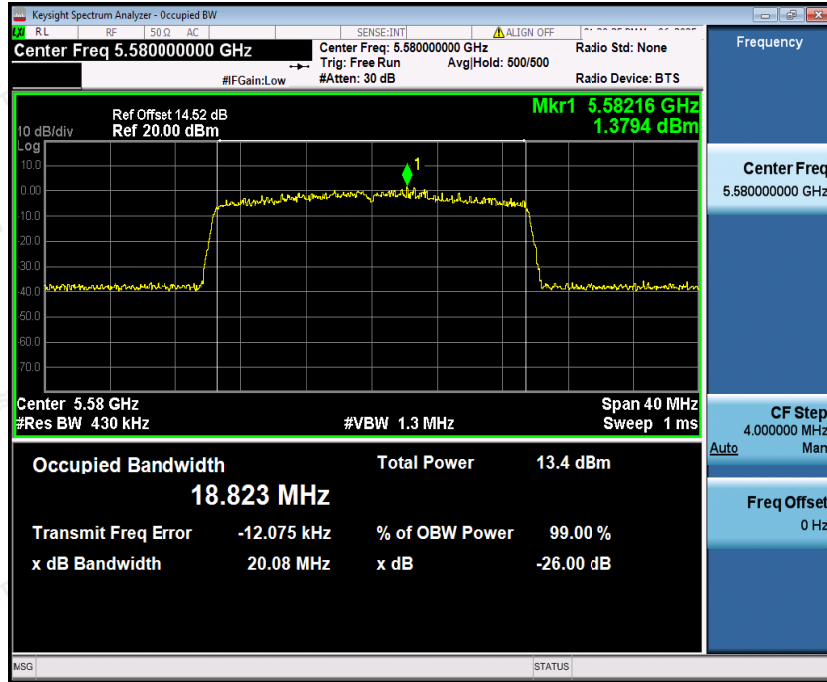 Keysight Spectrum Analyzer - Occupied BW
RL RF 50 Ω AC SENSE:INT ALIGN OFF
Center Freq 5.580000000 GHz
Center Freq: 5.580000000 GHz Radio Std: None
Trig: Free Run Avg|Hold: 500/500
#IFGain:Low #Atten: 30 dB Radio Device: BTS
Ref Offset 14.52 dB
10 dB/div Ref 20.00 dBm
Mkr1 5.58216 GHz
1.3794 dBm
Log
10.0
0.00
-10.0
-20.0
-30.0
-40.0
-50.0
-60.0
-70.0
1
Center 5.58 GHz Span 40 MHz
#Res BW 430 kHz #VBW 1.3 MHz Sweep 1 ms
Occupied Bandwidth Total Power 13.4 dBm
18.823 MHz
Transmit Freq Error -12.075 kHz % of OBW Power 99.00 %
x dB Bandwidth 20.08 MHz x dB -26.00 dB
MSG STATUS
Frequency
Center Freq
5.580000000 GHz
CF Step
4.000000 MHz
Auto Man
Freq Offset
0 Hz